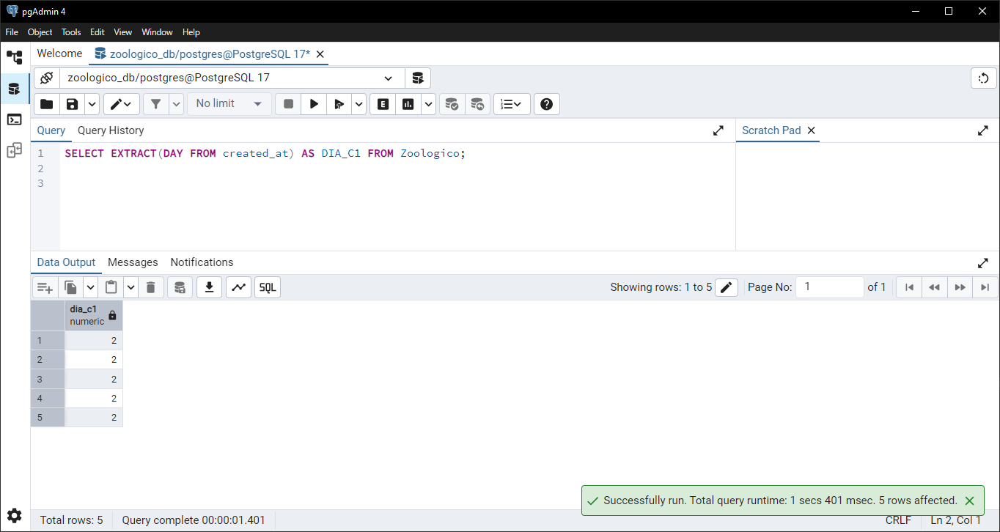 pgAdmin 4
File Object Tools Edit View Window Help
Welcome zoologico_db/postgres@PostgreSQL 17*
zoologico_db/postgres@PostgreSQL 17
No limit E
Query Query History Scratch Pad
1 SELECT EXTRACT(DAY FROM created_at) AS DIA_C1 FROM Zoologico;
2
3
Data Output Messages Notifications
SQL Showing rows: 1 to 5 Page No: 1 of 1
dia_c1
numeric
1 2
2 2
3 2
4 2
5 2
Successfully run. Total query runtime: 1 secs 401 msec. 5 rows affected.
Total rows: 5 Query complete 00:00:01.401 CRLF Ln 2, Col 1